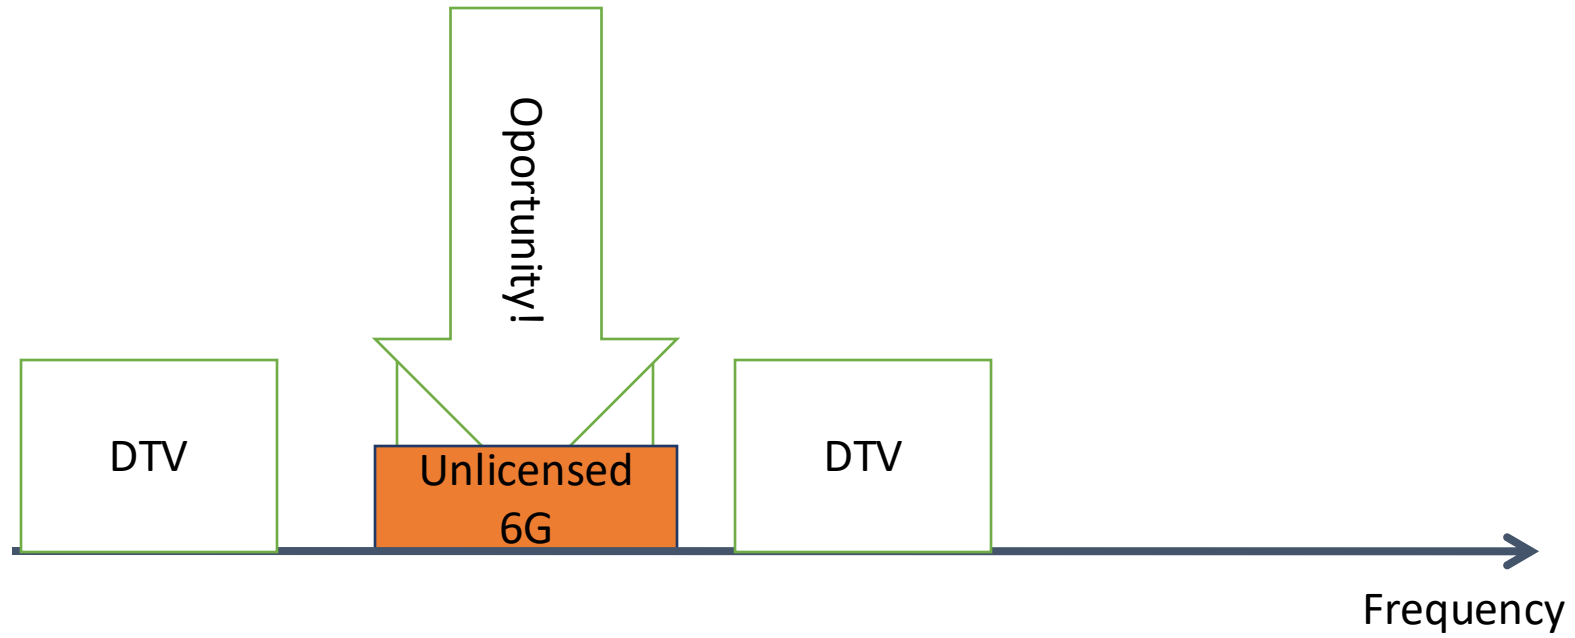 Oportunity!
DTV
Unlicensed
6G
DTV
Frequency